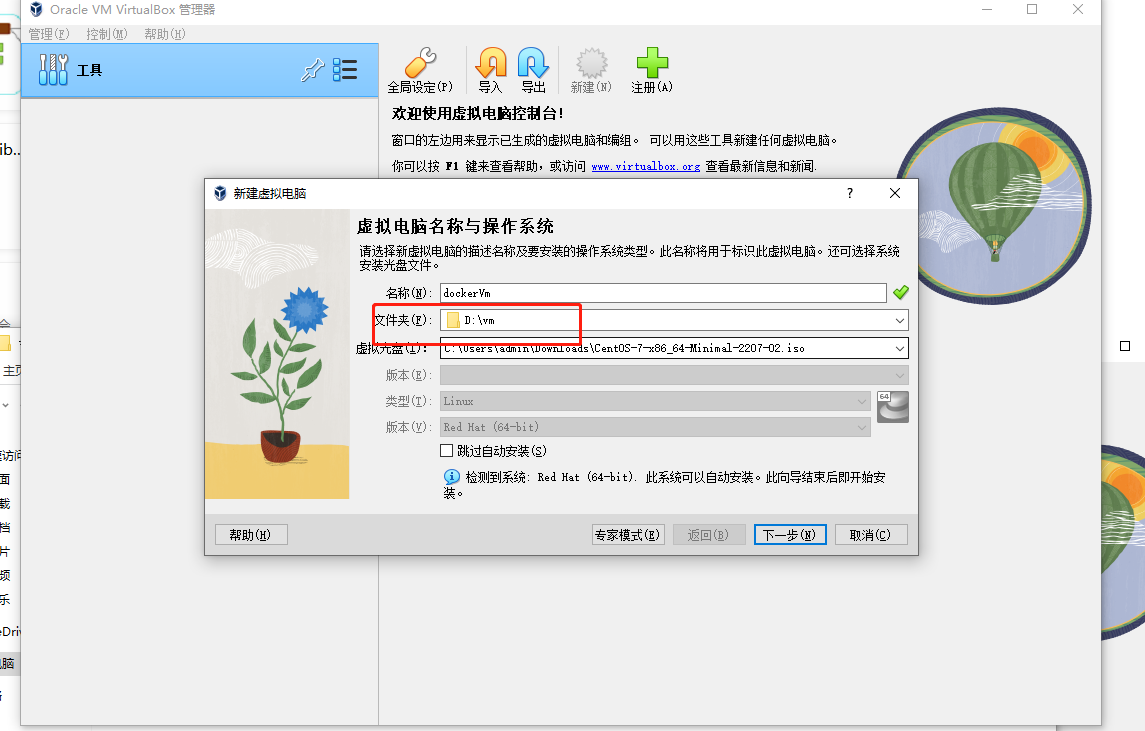 Oracle VM VirtualBox 管理器
管理(F) 控制(M) 帮助(H)
工具
全局设定(P) 导入 导出 新建(N) 注册(A)
欢迎使用虚拟电脑控制台!
窗口的左边用来显示已生成的虚拟电脑和编组。 可以用这些工具新建任何虚拟电脑。
你可以按 F1 键来查看帮助，或访问 www.virtualbox.org 查看最新信息和新闻.
新建虚拟电脑
?
虚拟电脑名称与操作系统
请选择新虚拟电脑的描述名称及要安装的操作系统类型。此名称将用于标识此虚拟电脑。还可选择系统
安装光盘文件。
名称(N): dockerVm
文件夹(F): D:\vm
虚拟光盘(I): C:\Users\admin\Downloads\CentOS-7-x86_64-Minimal-2207-02.iso
版本(E):
类型(T): Linux
64
版本(V): Red Hat (64-bit)
跳过自动安装(S)
检测到系统: Red Hat (64-bit). 此系统可以自动安装。此向导结束后即开始安
装。
帮助(H) 专家模式(E) 返回(B) 下一步(N) 取消(C)
ib...
主页
访问
面
载
档
片
频
乐
eDriv
电脑